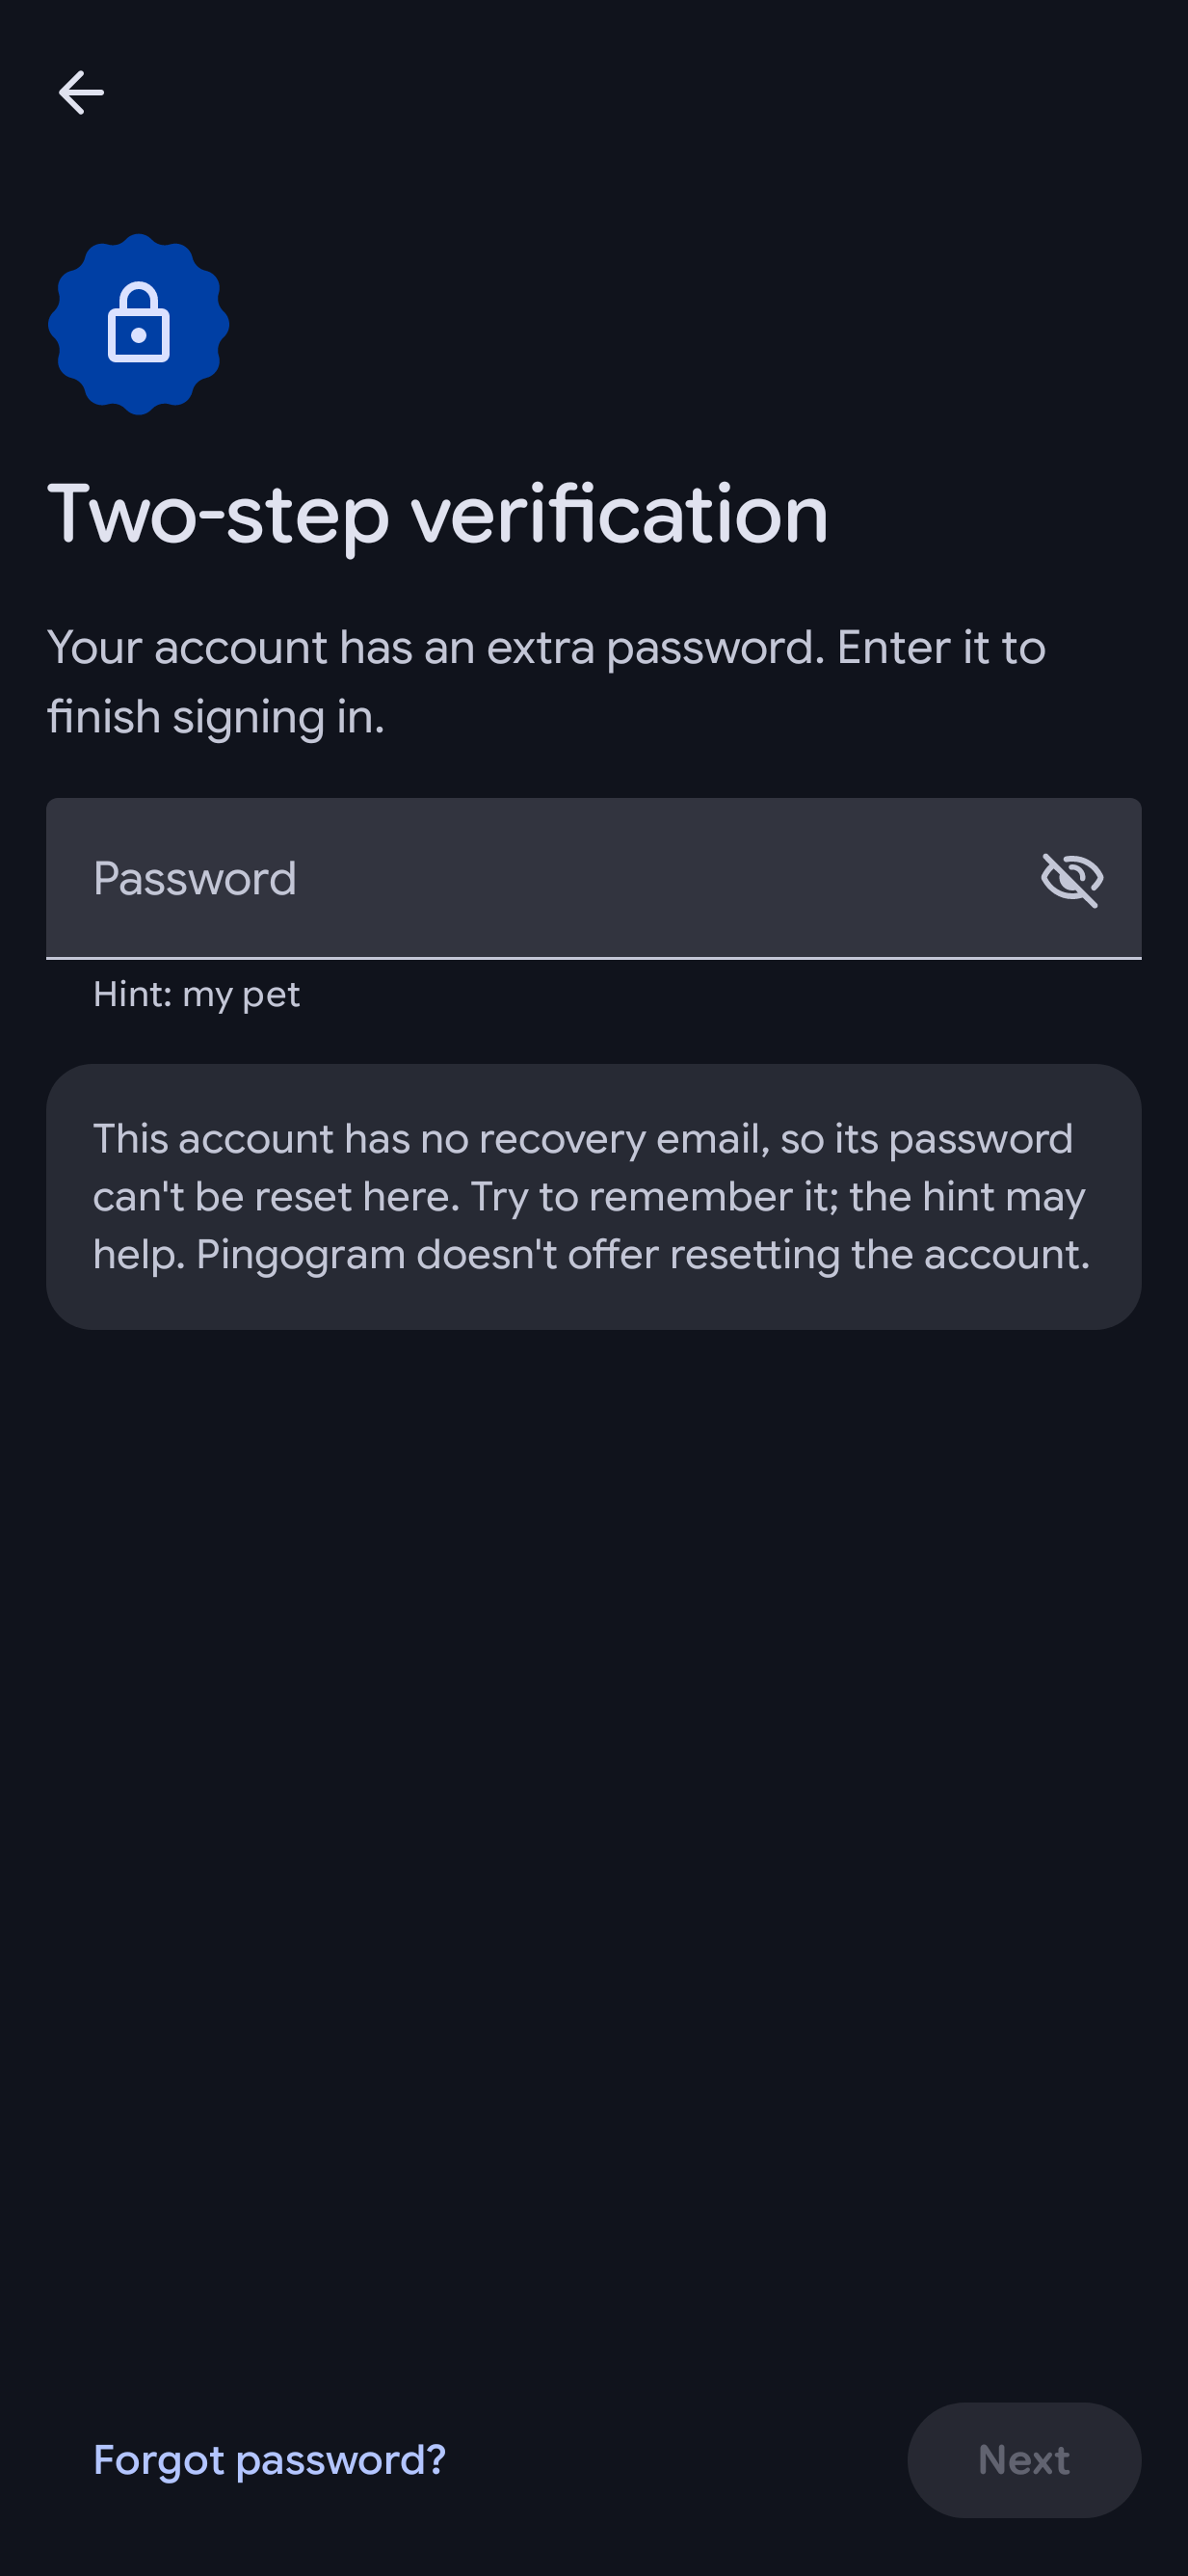 Two-step verification
Your account has an extra password. Enter it to
finish signing in.
Password
Hint: my pet
This account has no recovery email, so its password
can't be reset here. Try to remember it; the hint may
help. Pingogram doesn't offer resetting the account.
Forgot password?
Next